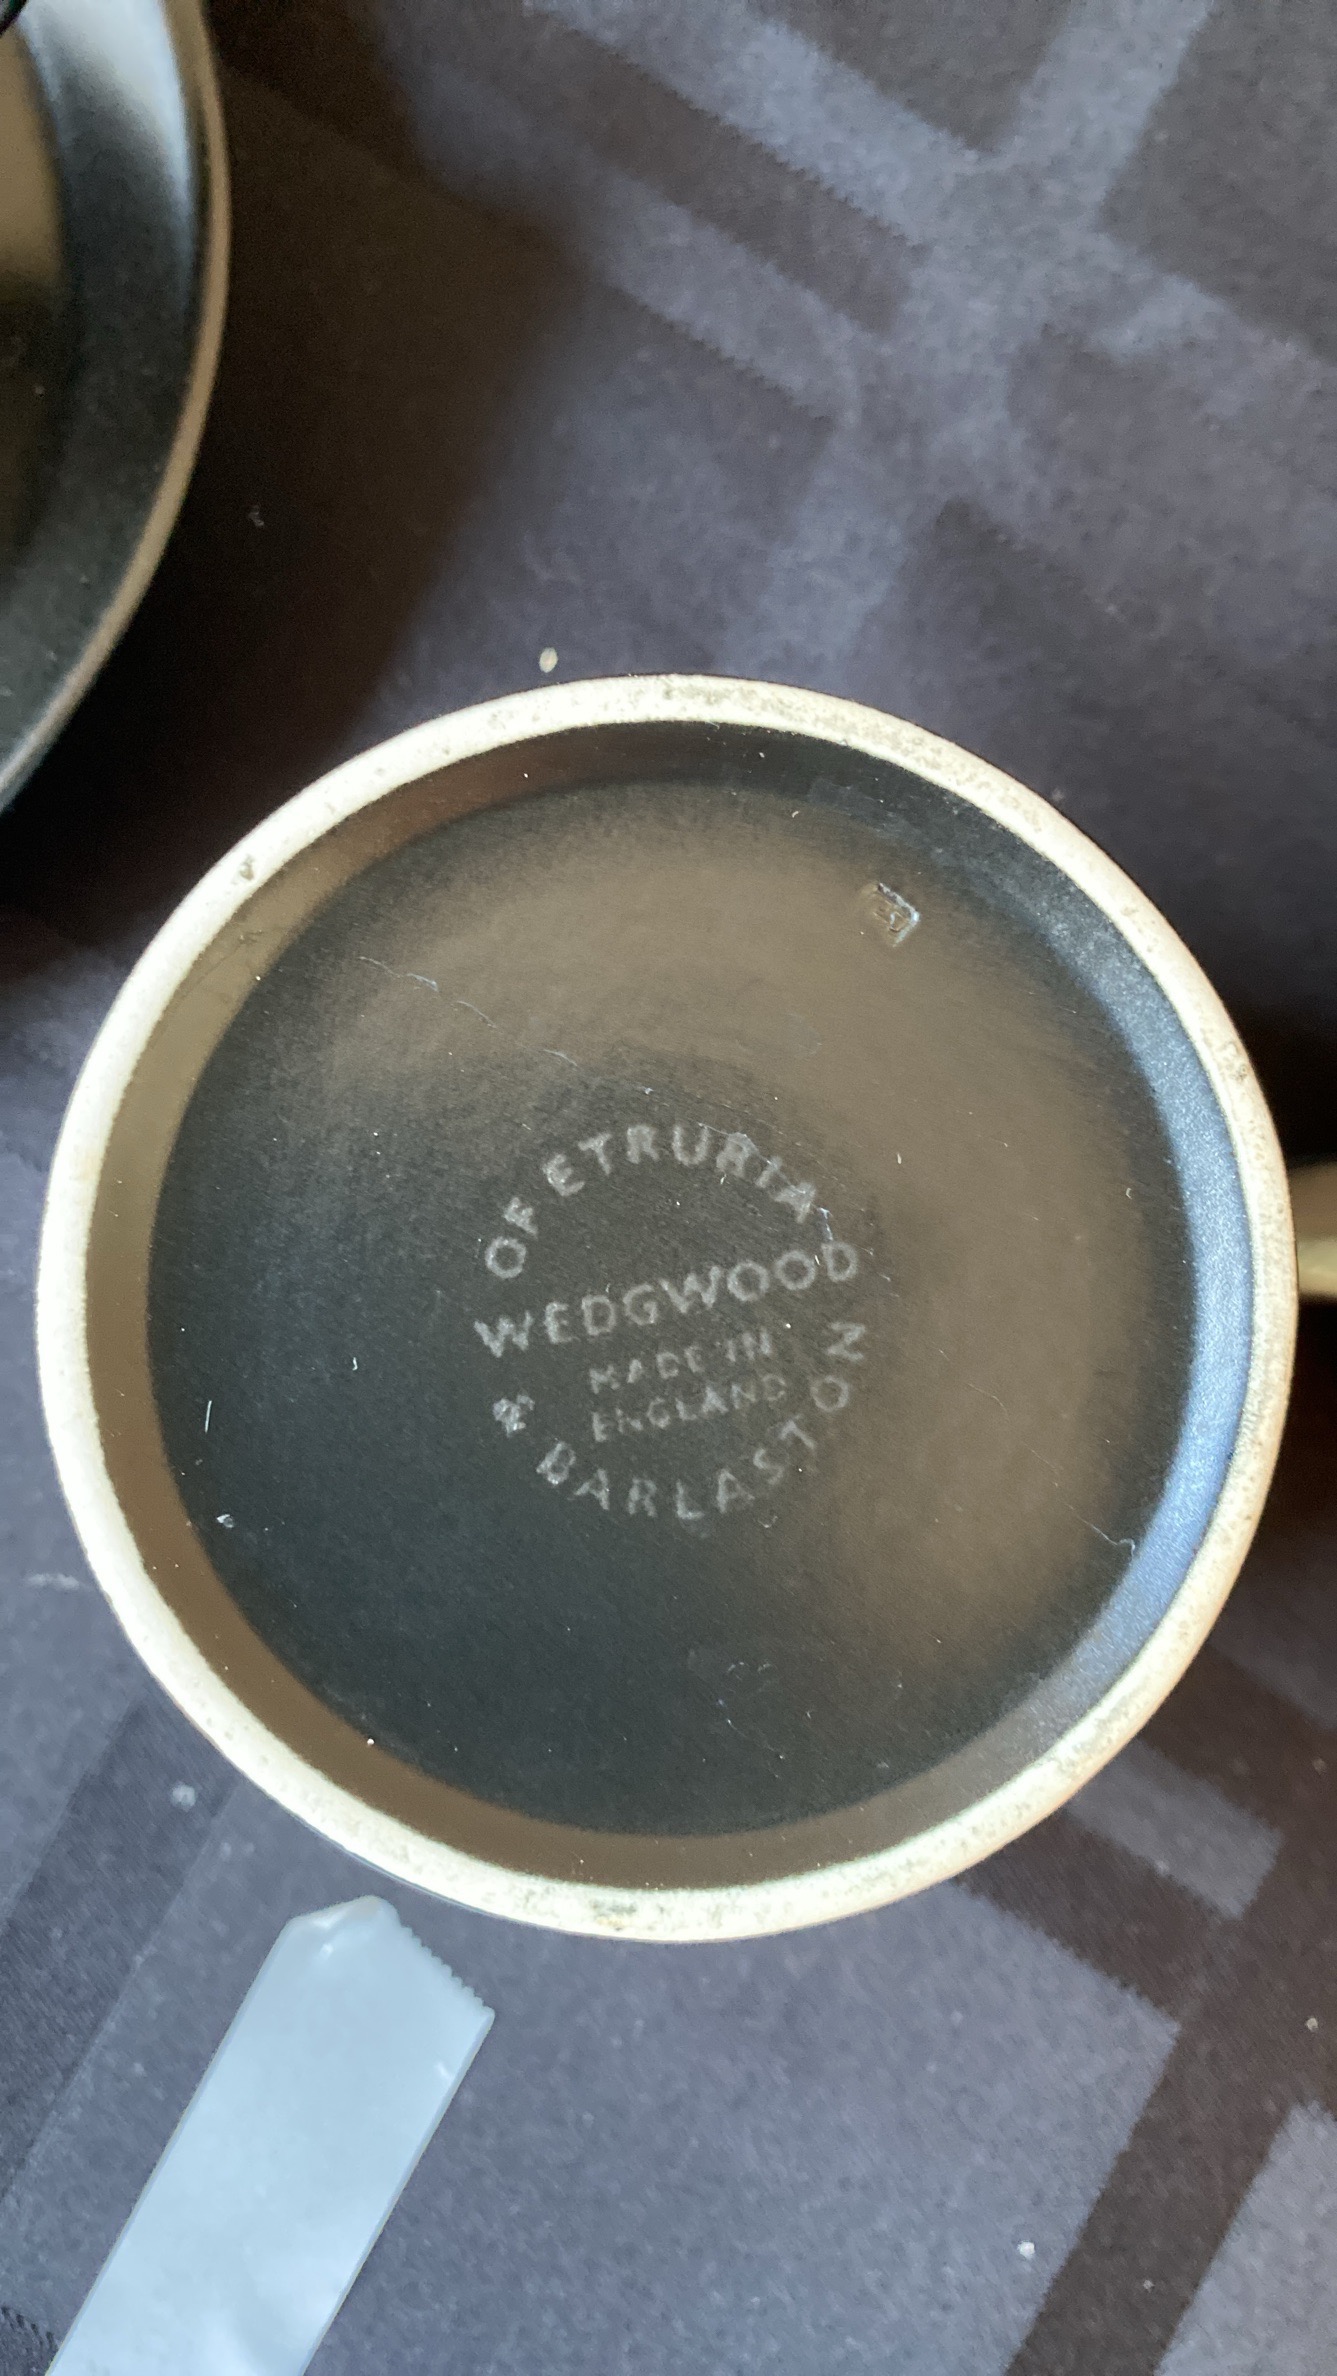 OF ETRURIA
WEDGWOOD
MADE IN
ENGLAND
& BARLASTON